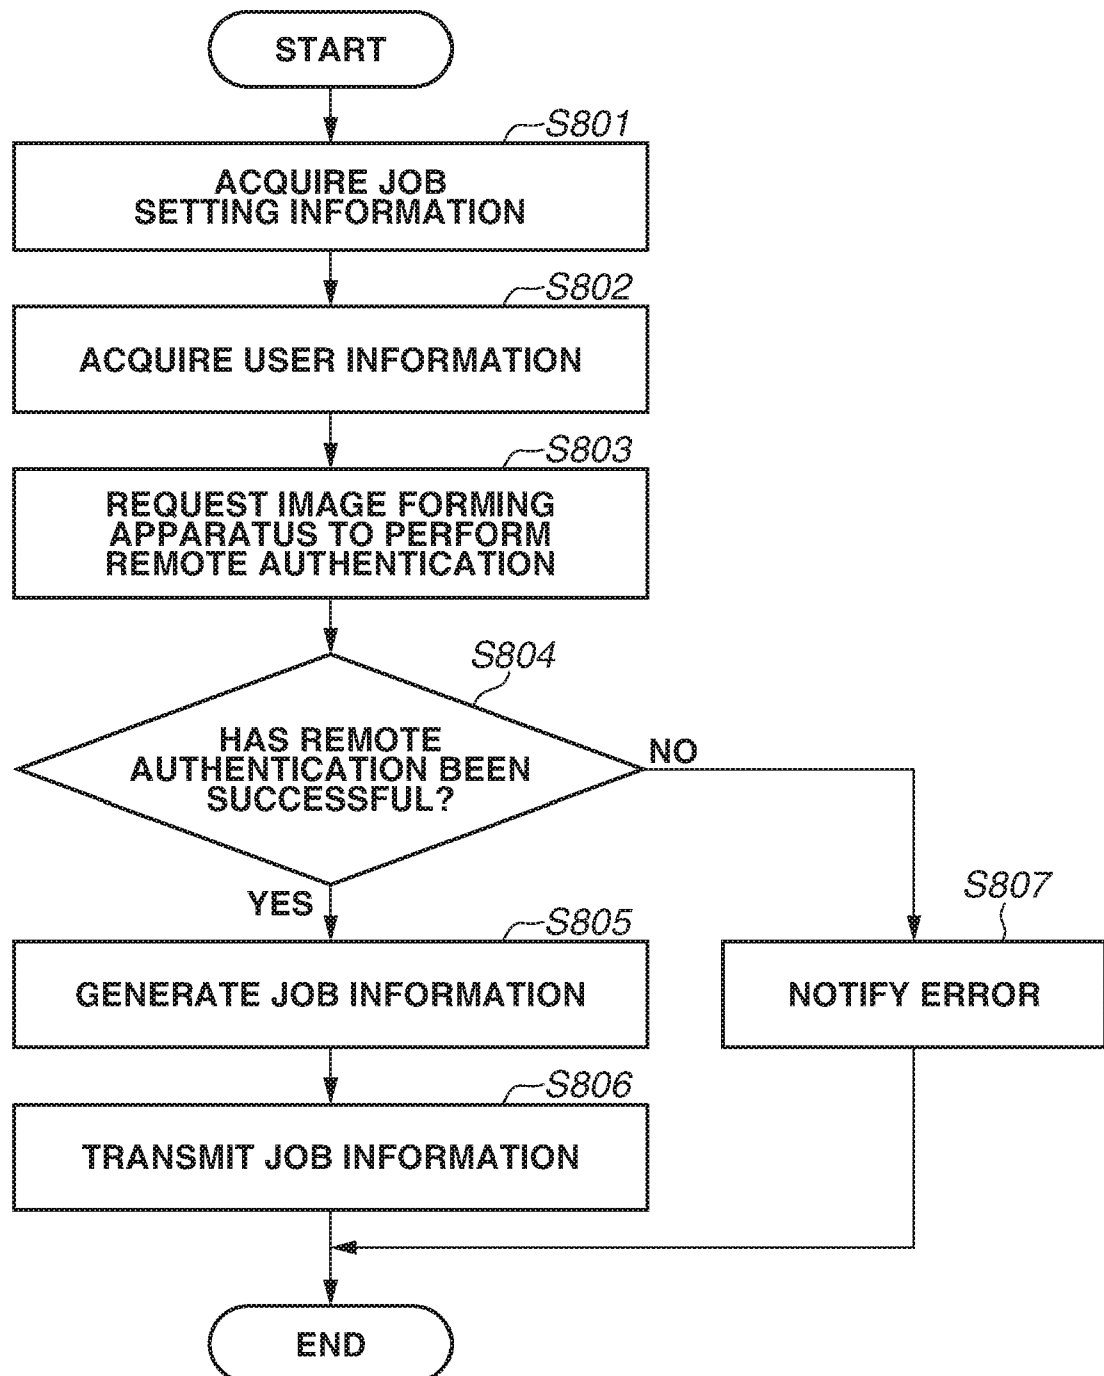 START
S801
ACQUIRE JOB
SETTING INFORMATION
S802
ACQUIRE USER INFORMATION
S803
REQUEST IMAGE FORMING
APPARATUS TO PERFORM
REMOTE AUTHENTICATION
S804
HAS REMOTE
AUTHENTICATION BEEN
SUCCESSFUL?
NO
YES
S805
GENERATE JOB INFORMATION
S807
NOTIFY ERROR
S806
TRANSMIT JOB INFORMATION
END